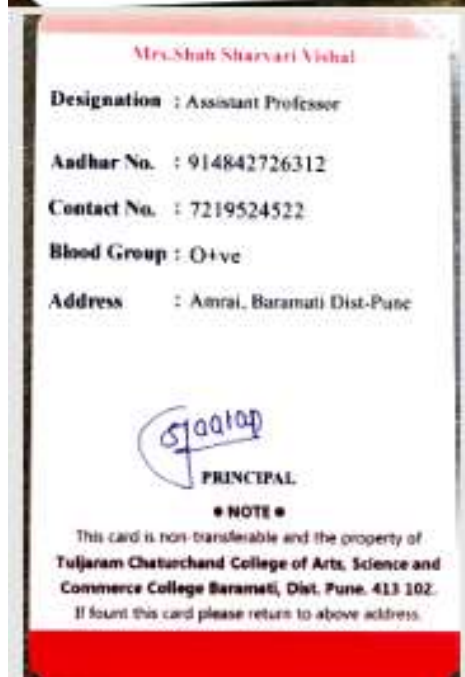 Mrs.Shah Sharvari Vishal
Designation : Assistant Professor
Aadhar No. : 914842726312
Contact No. : 7219524522
Blood Group : O+ve
Address : Amrai, Baramati Dist-Pune
PRINCIPAL
● NOTE ●
This card is non-transferable and the property of
Tuljaram Chaturchand College of Arts, Science and
Commerce College Baramati, Dist. Pune. 413 102.
If fount this card please return to above address.